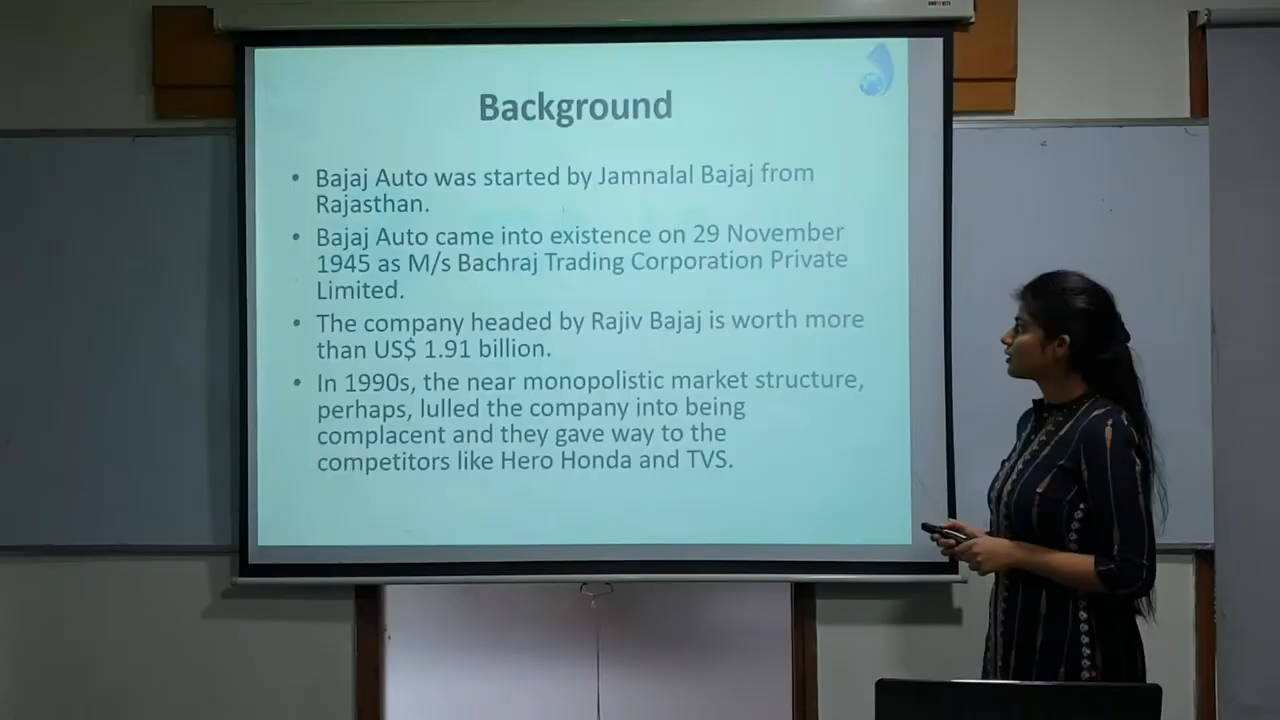 Background
• Bajaj Auto was started by Jamnalal Bajaj from
Rajasthan.
• Bajaj Auto came into existence on 29 November
1945 as M/s Bachraj Trading Corporation Private
Limited.
• The company headed by Rajiv Bajaj is worth more
than US$ 1.91 billion.
• In 1990s, the near monopolistic market structure,
perhaps, lulled the company into being
complacent and they gave way to the
competitors like Hero Honda and TVS.